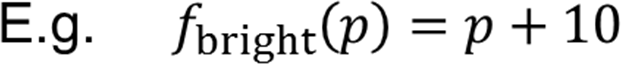 E.g. f_bright(p) = p + 10